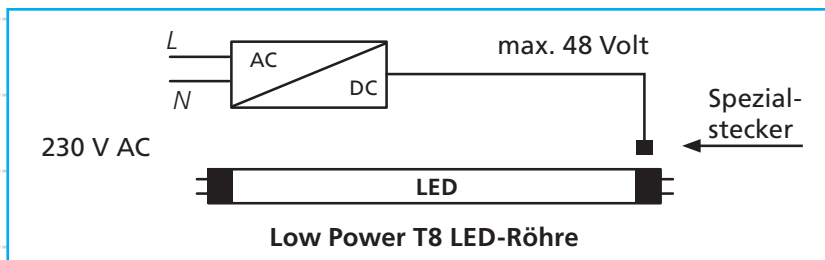 L
N
AC
DC
max. 48 Volt
Spezial-
stecker
230 V AC
LED
Low Power T8 LED-Röhre